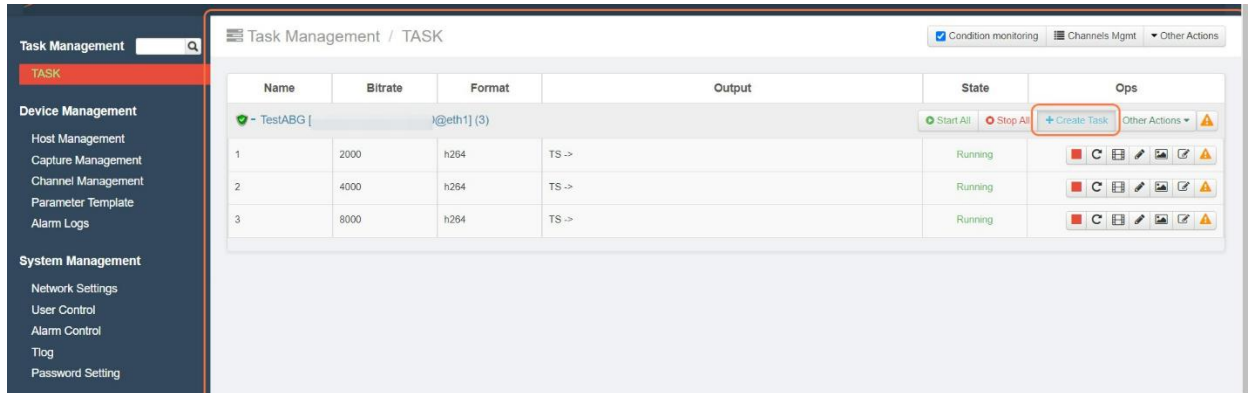 Task Management
TASK
Device Management
Host Management
Capture Management
Channel Management
Parameter Template
Alarm Logs
System Management
Network Settings
User Control
Alarm Control
Tlog
Password Setting
Task Management / TASK
Condition monitoring Channels Mgmt Other Actions
Name Bitrate Format Output State Ops
- TestABG [ @eth1] (3) Start All Stop All + Create Task Other Actions
1 2000 h264 TS -> Running
2 4000 h264 TS -> Running
3 8000 h264 TS -> Running